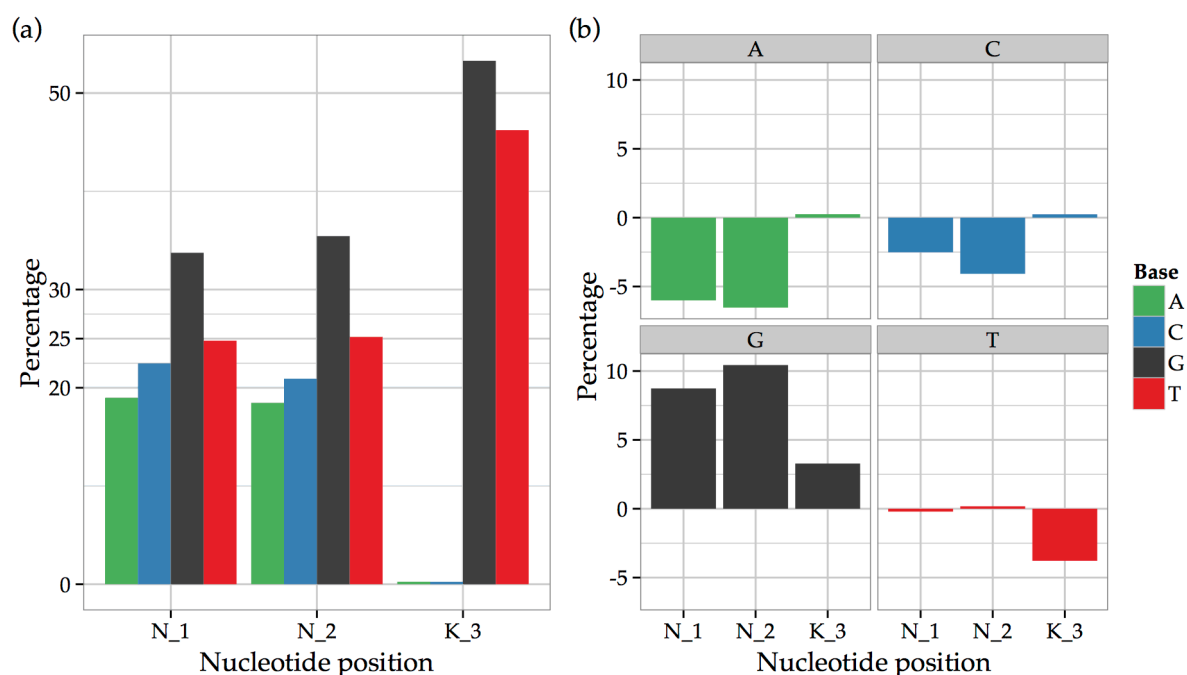 (a)
Percentage
50
30
25
20
0
N_1 N_2 K_3
Nucleotide position
(b)
Percentage
A C
10
5
0
-5
G T
10
5
0
-5
N_1 N_2 K_3 N_1 N_2 K_3
Nucleotide position
Base
A
C
G
T